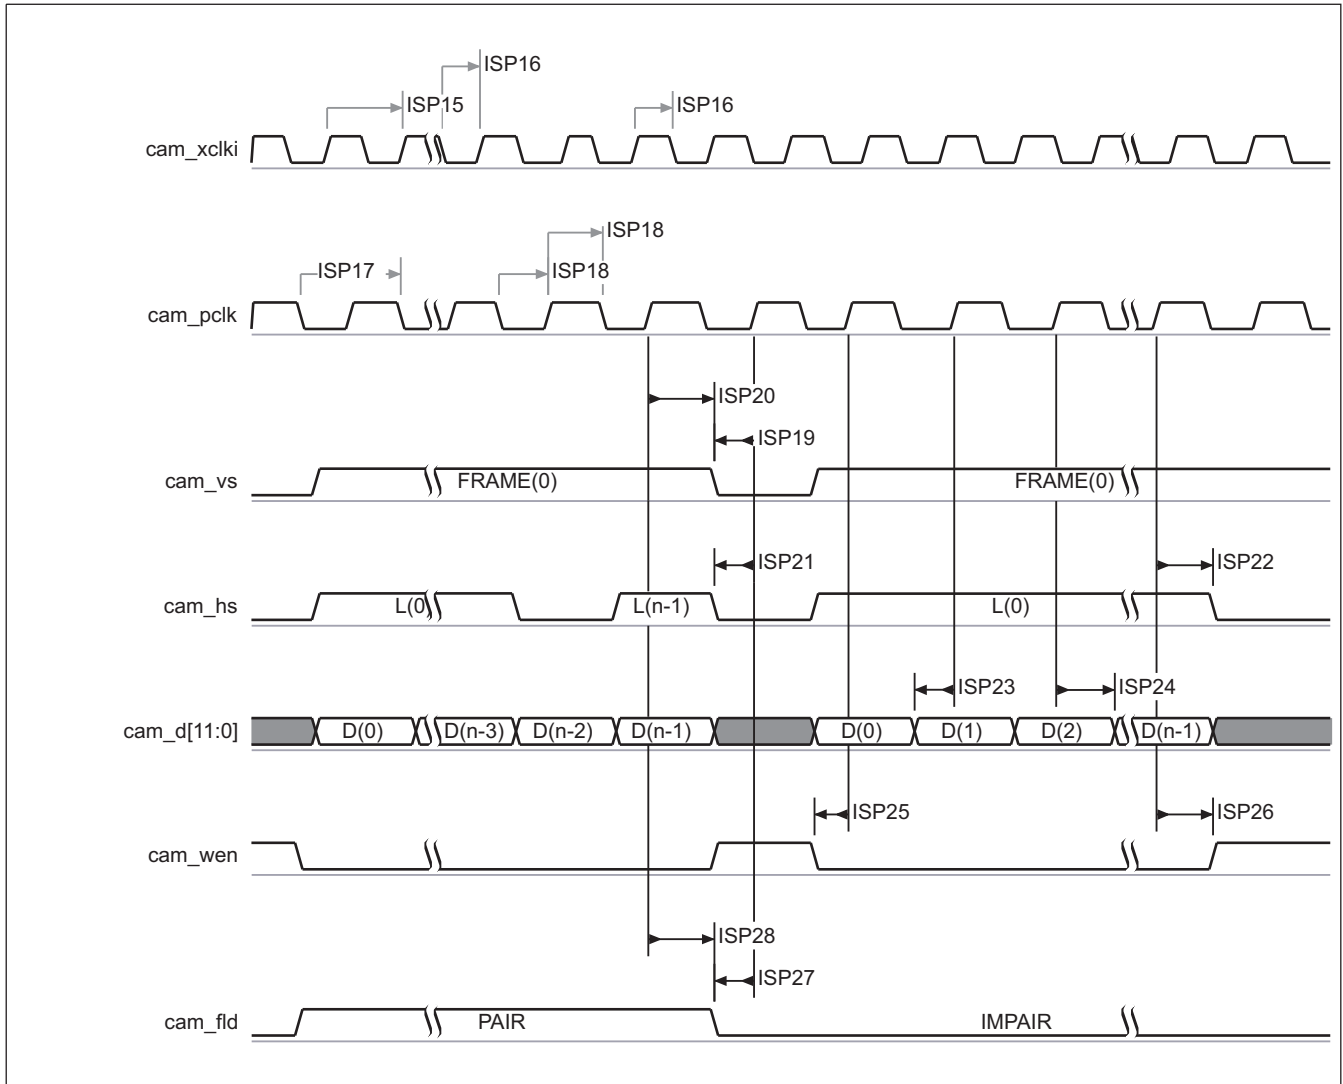 ISP16
ISP15 ISP16
cam_xclki
ISP18
ISP17 ISP18
cam_pclk
ISP20
ISP19
cam_vs FRAME(0) FRAME(0)
ISP21 ISP22
cam_hs L(0) L(n-1) L(0)
ISP23 ISP24
cam_d[11:0] D(0) D(n-3) D(n-2) D(n-1) D(0) D(1) D(2) D(n-1)
ISP25 ISP26
cam_wen
ISP28
ISP27
cam_fld PAIR IMPAIR